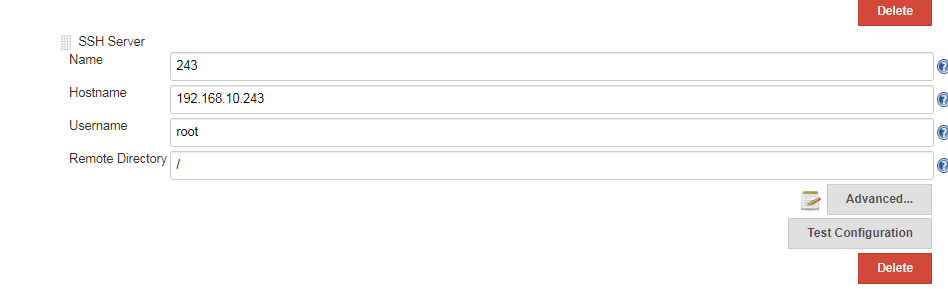 Delete
SSH Server
Name
243
Hostname
192.168.10.243
Username
root
Remote Directory
/
Advanced...
Test Configuration
Delete